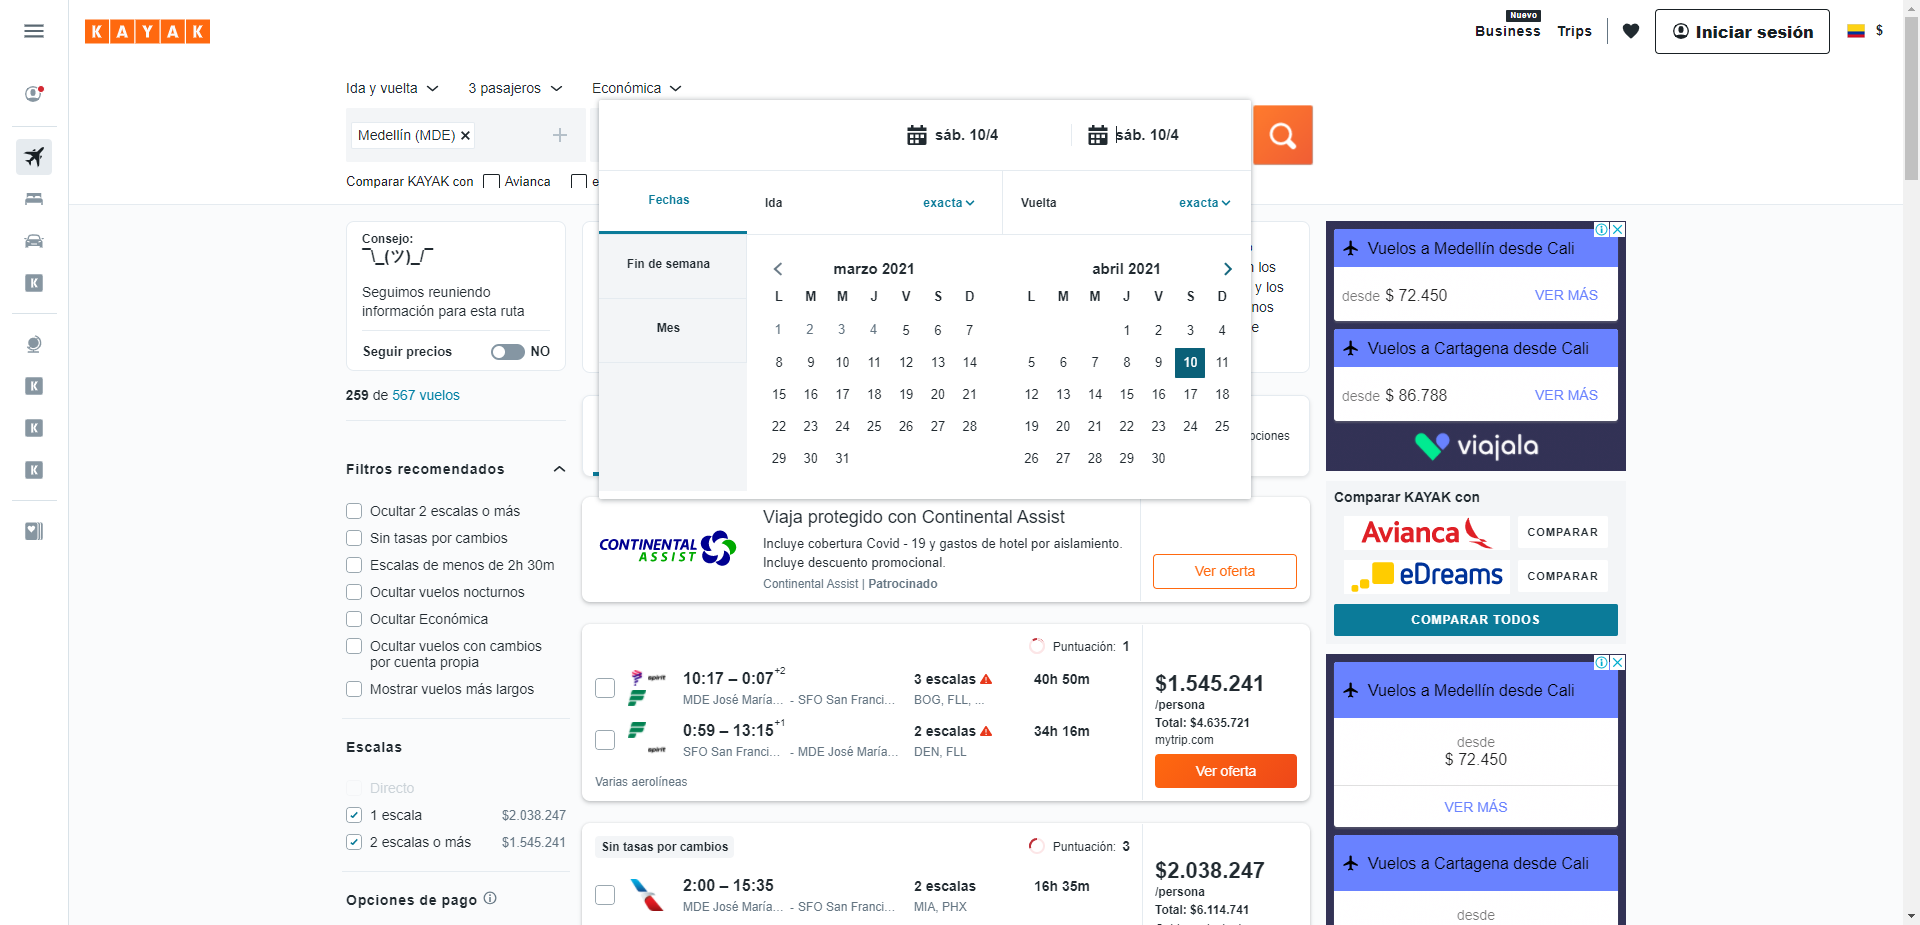 KAYAK
Nuevo
Business
Trips
Iniciar sesión
$
Ida y vuelta
3 pasajeros
Económica
Medellín (MDE)
sáb. 10/4
sáb. 10/4
Comparar KAYAK con
Avianca
e
Fechas
Ida
exacta
Vuelta
exacta
Fin de semana
Mes
marzo 2021
L M M J V S D
1 2 3 4 5 6 7
8 9 10 11 12 13 14
15 16 17 18 19 20 21
22 23 24 25 26 27 28
29 30 31
abril 2021
L M M J V S D
1 2 3 4
5 6 7 8 9 10 11
12 13 14 15 16 17 18
19 20 21 22 23 24 25
26 27 28 29 30
los
y los
nos
e
pciones
K
K
K
K
Consejo:
¯\_(ツ)_/¯
Seguimos reuniendo
información para esta ruta
Seguir precios NO
259 de 567 vuelos
Filtros recomendados
Ocultar 2 escalas o más
Sin tasas por cambios
Escalas de menos de 2h 30m
Ocultar vuelos nocturnos
Ocultar Económica
Ocultar vuelos con cambios
por cuenta propia
Mostrar vuelos más largos
Escalas
Directo
1 escala $2.038.247
2 escalas o más $1.545.241
Opciones de pago
CONTINENTAL
ASSIST
Viaja protegido con Continental Assist
Incluye cobertura Covid - 19 y gastos de hotel por aislamiento.
Incluye descuento promocional.
Continental Assist | Patrocinado
Ver oferta
Puntuación: 1
spirit
10:17 – 0:07+2
3 escalas
40h 50m
MDE José María... - SFO San Franci...
BOG, FLL, ...
spirit
0:59 – 13:15+1
2 escalas
34h 16m
SFO San Franci... - MDE José María...
DEN, FLL
Varias aerolíneas
$1.545.241
/persona
Total: $4.635.721
mytrip.com
Ver oferta
Sin tasas por cambios
Puntuación: 3
2:00 – 15:35
2 escalas
16h 35m
MDE José María... - SFO San Franci...
MIA, PHX
$2.038.247
/persona
Total: $6.114.741
Vuelos a Medellín desde Cali
desde $ 72.450
VER MÁS
Vuelos a Cartagena desde Cali
desde $ 86.788
VER MÁS
viajala
Comparar KAYAK con
Avianca
COMPARAR
eDreams
COMPARAR
COMPARAR TODOS
Vuelos a Medellín desde Cali
desde
$ 72.450
VER MÁS
Vuelos a Cartagena desde Cali
desde